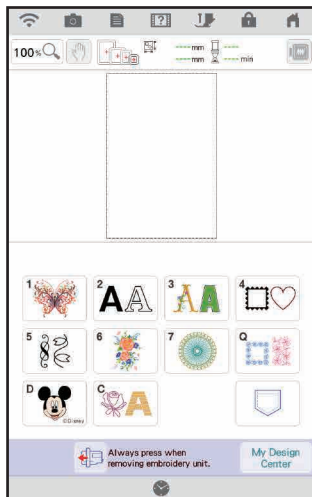 100%
----mm
----mm ---- min
1
2 AA
3 AA
4
5
6
7
Q
D
©Disney
C A
Always press when
removing embroidery unit.
My Design
Center